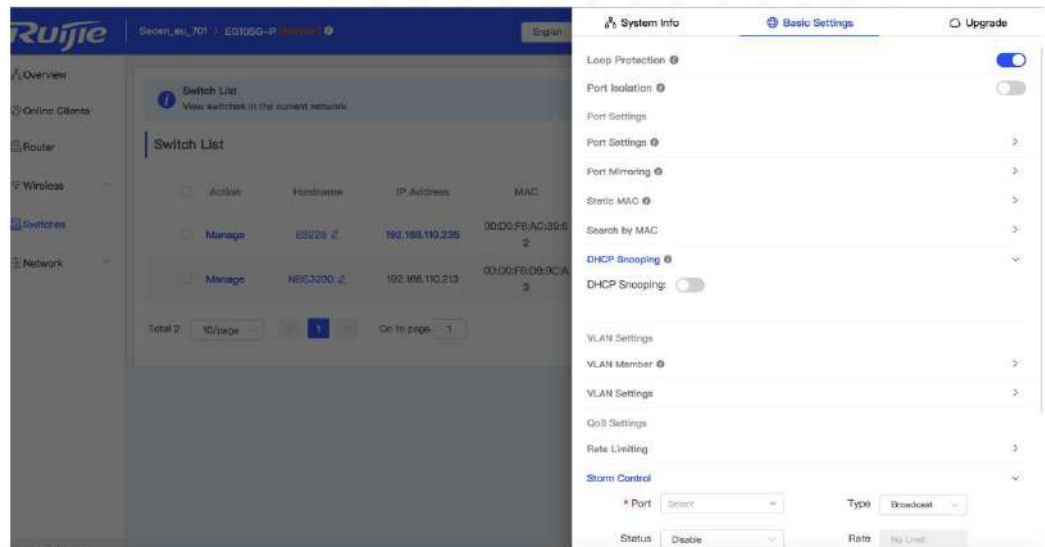 Ruijie
Secen_eu_701 / EG105G-P
English
Overview
Online Clients
Router
Wireless
Switches
Network
Switch List
View switches in the current network.
Switch List
Action Hostname IP Address MAC
Manage ES228 192.168.110.236
Manage NBS3200 192.168.110.213
Total 2 10/page 1 Go to page 1
System Info Basic Settings Upgrade
Loop Protection
Port Isolation
Port Settings
Port Settings
Port Mirroring
Static MAC
Search by MAC
DHCP Snooping
DHCP Snooping:
VLAN Settings
VLAN Member
VLAN Settings
QoS Settings
Rate Limiting
Storm Control
* Port Select Type Broadcast
Status Disable Rate No Limit